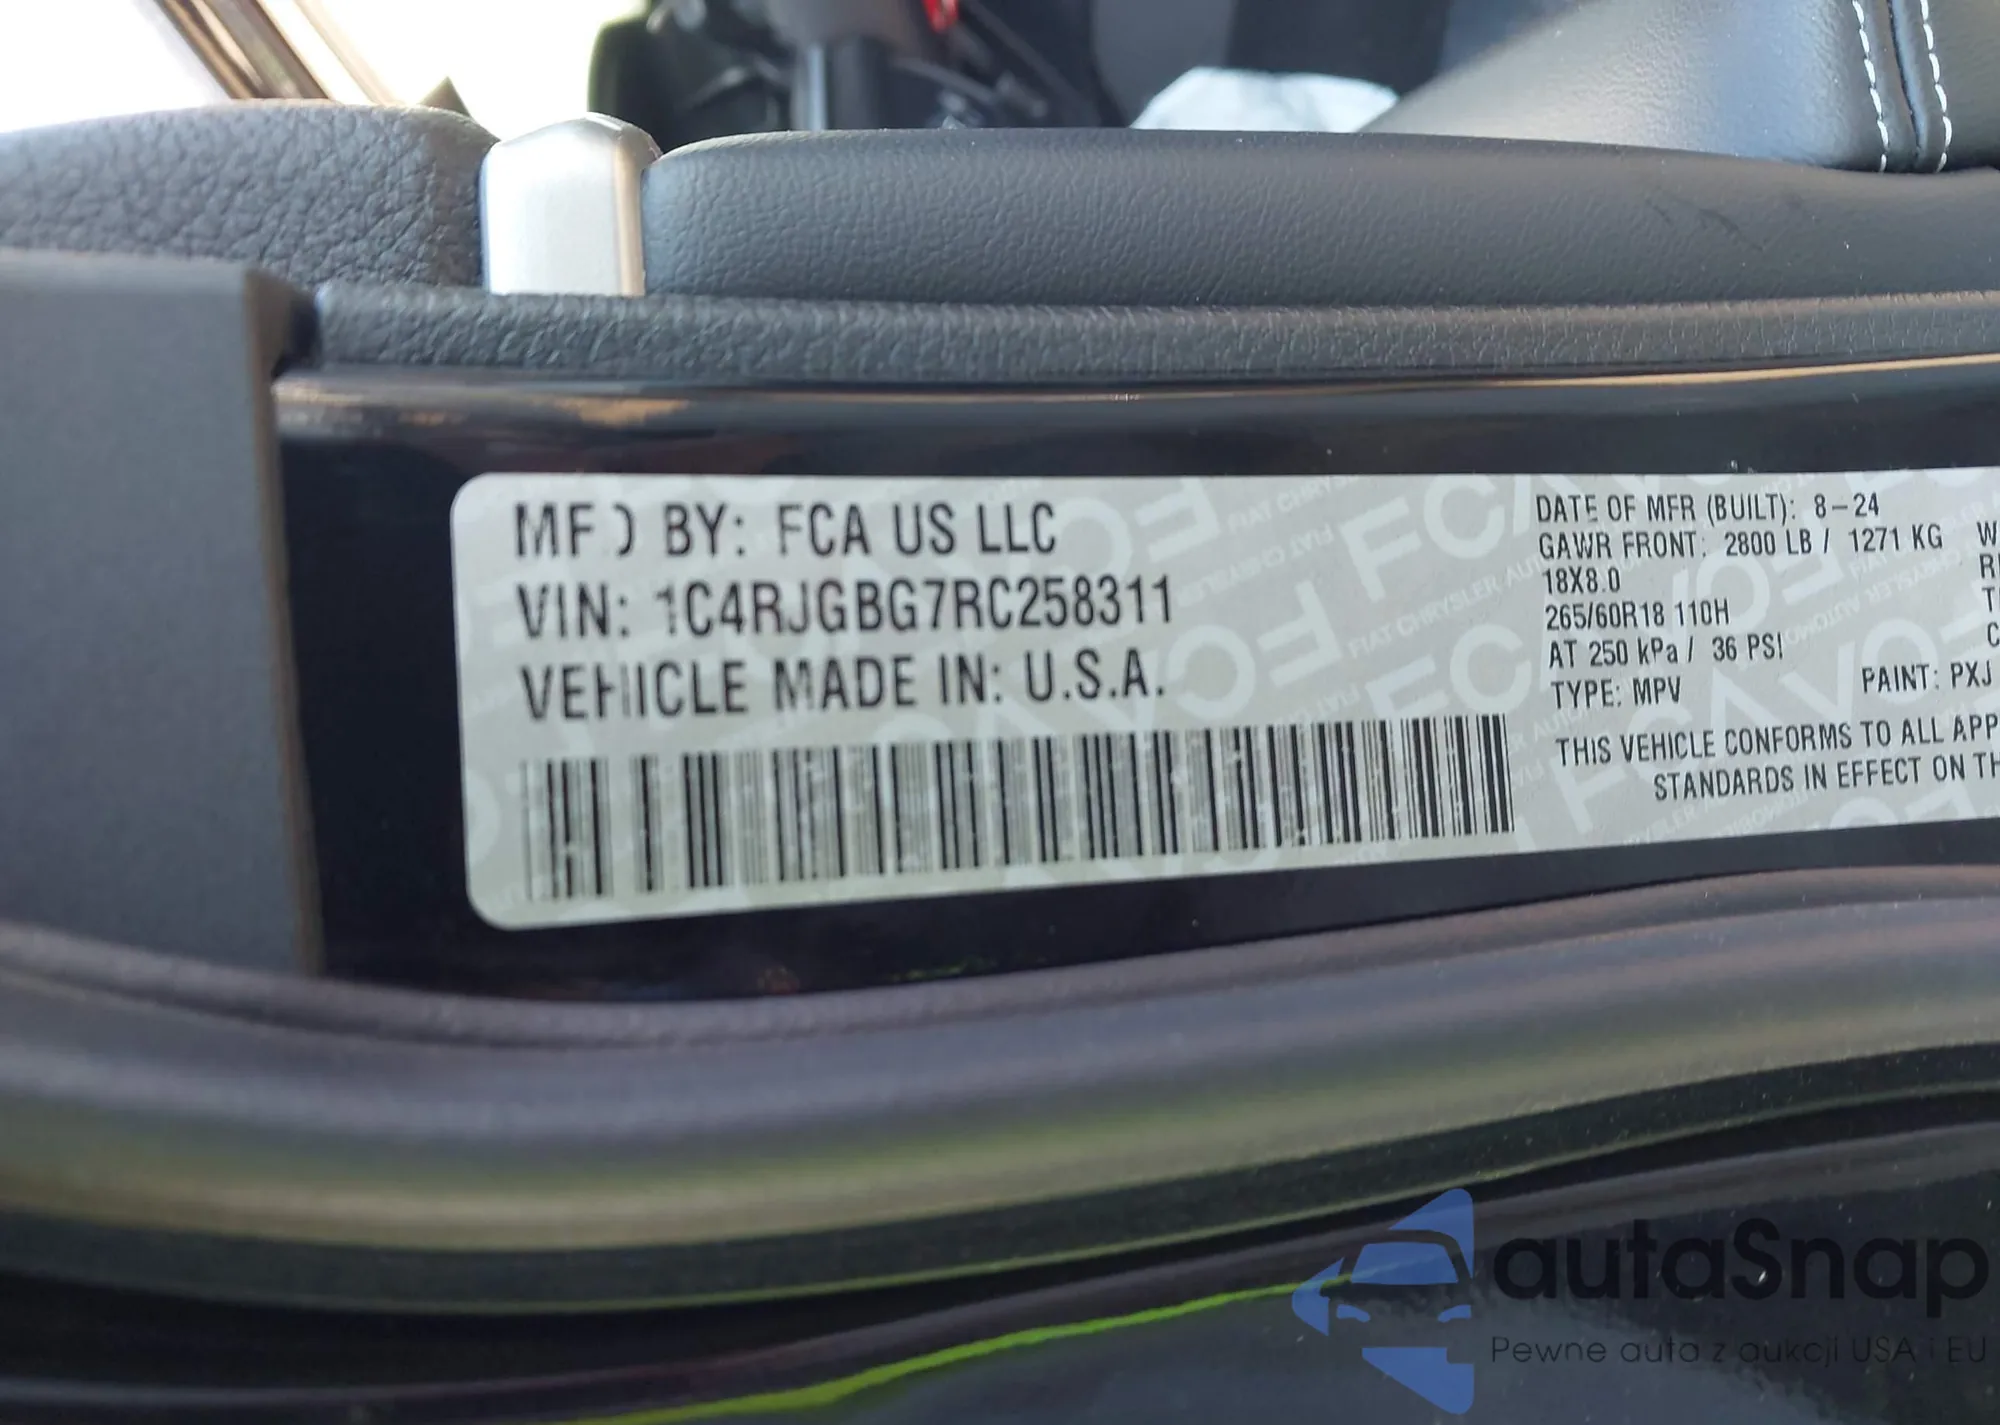 MFD BY: FCA US LLC
VIN: 1C4RJGBG7RC258311
VEHICLE MADE IN: U.S.A.
DATE OF MFR (BUILT): 8-24
GAWR FRONT: 2800 LB / 1271 KG
18X8.0
265/60R18 110H
AT 250 kPa / 36 PSI
TYPE: MPV
PAINT: PXJ
THIS VEHICLE CONFORMS TO ALL APP
STANDARDS IN EFFECT ON TH
autaSnap
Pewne auta z aukcji USA i EU